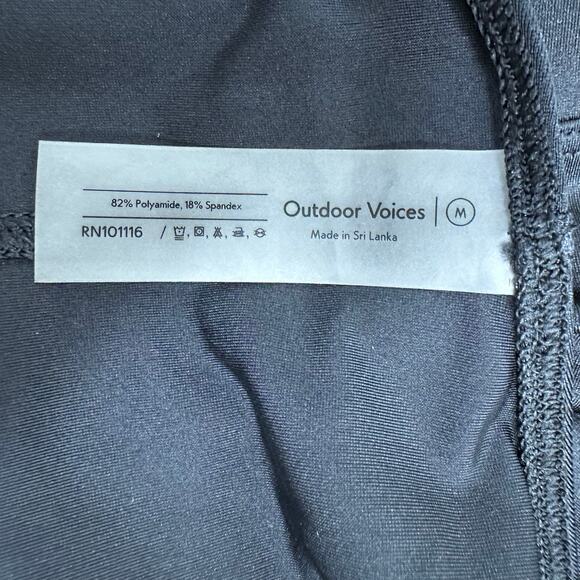 82% Polyamide, 18% Spandex
RN101116 /
Outdoor Voices | M
Made in Sri Lanka